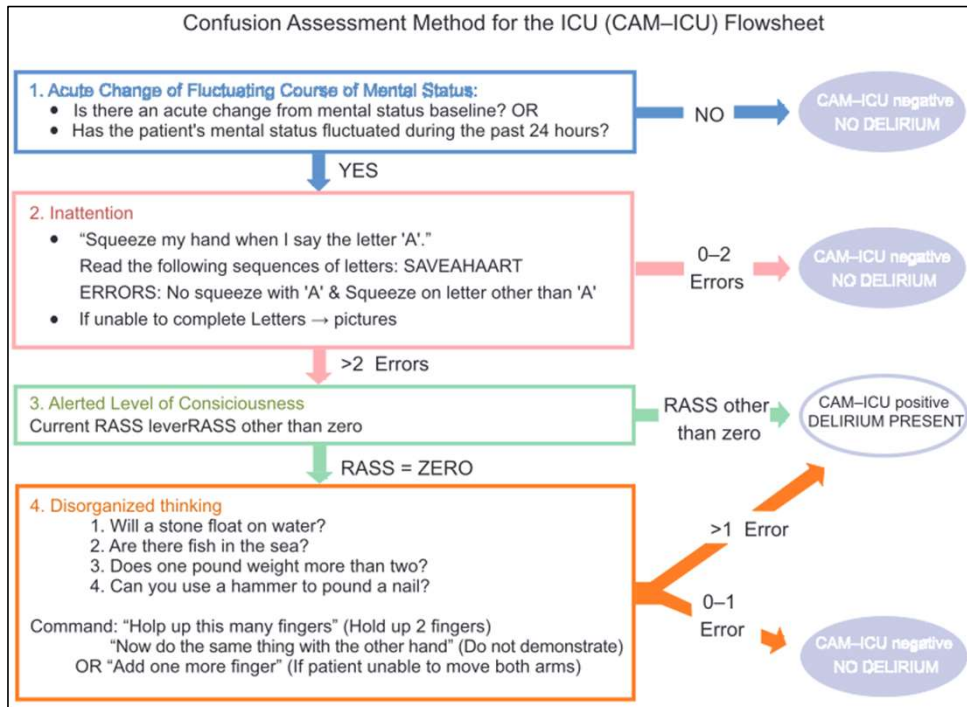 Confusion Assessment Method for the ICU (CAM–ICU) Flowsheet
1. Acute Change of Fluctuating Course of Mental Status:
• Is there an acute change from mental status baseline? OR
• Has the patient's mental status fluctuated during the past 24 hours?
NO
CAM–ICU negative
NO DELIRIUM
YES
2. Inattention
• “Squeeze my hand when I say the letter 'A'.”
Read the following sequences of letters: SAVEAHAART
ERRORS: No squeeze with 'A' & Squeeze on letter other than 'A'
• If unable to complete Letters → pictures
0–2
Errors
CAM–ICU negative
NO DELIRIUM
>2 Errors
3. Alerted Level of Consiciousness
Current RASS leverRASS other than zero
RASS other
than zero
CAM–ICU positive
DELIRIUM PRESENT
RASS = ZERO
4. Disorganized thinking
1. Will a stone float on water?
2. Are there fish in the sea?
3. Does one pound weight more than two?
4. Can you use a hammer to pound a nail?
Command: “Holp up this many fingers” (Hold up 2 fingers)
“Now do the same thing with the other hand” (Do not demonstrate)
OR “Add one more finger” (If patient unable to move both arms)
>1 Error
0–1
Error
CAM–ICU negative
NO DELIRIUM